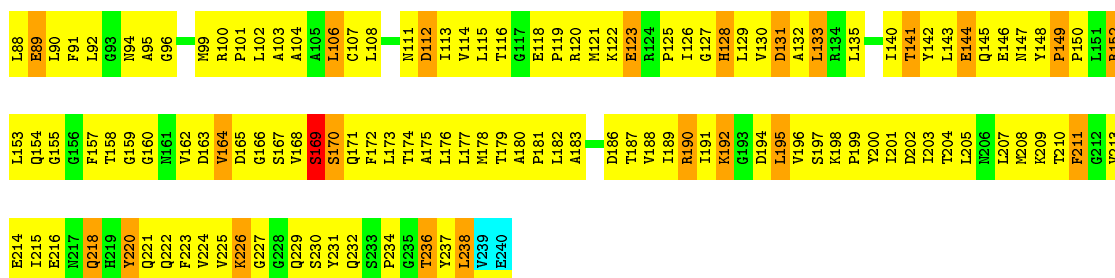 L88 E89 L90 F91 L92 G93 N94 A95 G96 M99 R100 P101 L102 A103 A104 A105 L106 C107 L108 N111 D112 I113 V114 L115 T116 G117 E118 P119 R120 M121 K122 E123 R124 P125 I126 G127 H128 L129 V130 D131 A132 L133 R134 L135 I140 T141 Y142 L143 E144 Q145 E146 N147 Y148 P149 P150 L151 R152
L153 Q154 G155 G156 F157 T158 G159 G160 N161 V162 D163 V164 D165 G166 S167 V168 S169 S170 Q171 F172 L173 T174 A175 L176 L177 M178 T179 A180 P181 L182 A183 D186 T187 V188 I189 R190 I191 K192 G193 D194 L195 V196 S197 K198 P199 Y200 I201 D202 I203 T204 L205 N206 L207 M208 K209 T210 F211 G212 V213
E214 I215 E216 N217 Q218 H219 Y220 Q221 Q222 F223 V224 V225 K226 G227 G228 Q229 S230 Y231 Q232 S233 P234 G235 T236 Y237 L238 V239 E240